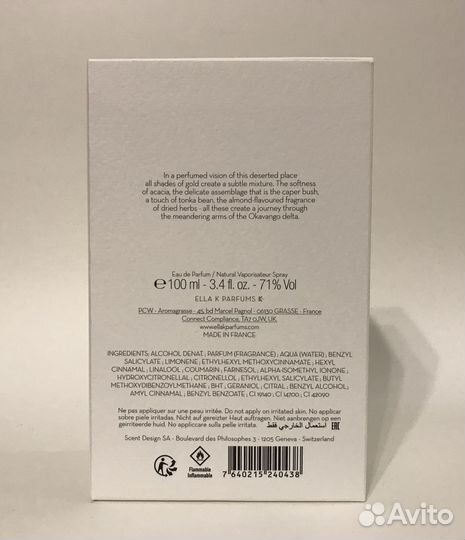 In a perfumed vision of this deserted place
all shades of gold create a subtle mixture. The softness
of acacia, the delicate assemblage that is the caper bush,
a touch of tonka bean, the almond-flavoured fragrance
of dried herbs - all these create a journey through
the meandering arms of the Okavango delta.
Eau de Parfum / Natural Vaporisateur Spray
℮ 100 ml - 3.4 fl. oz. - 71% Vol
ELLA K PARFUMS K
PCW - Aromagrasse - 45, bd Marcel Pagnol - 06130 GRASSE - France
Connect Compliance, TA7 0JW, UK.
www.ellakparfums.com
MADE IN FRANCE
INGREDIENTS: ALCOHOL DENAT.; PARFUM (FRAGRANCE); AQUA (WATER); BENZYL
SALICYLATE ; LIMONENE; ETHYLHEXYL METHOXYCINNAMATE ; HEXYL
CINNAMAL ; LINALOOL ; COUMARIN ; FARNESOL; ALPHA-ISOMETHYL IONONE ;
HYDROXYCITRONELLAL ; CITRONELLOL ; ETHYLHEXYL SALICYLATE ; BUTYL
METHOXYDIBENZOYLMETHANE ; BHT ; GERANIOL ; CITRAL ; BENZYL ALCOHOL ;
AMYL CINNAMAL ; BENZYL BENZOATE ; CI 19140 ; CI 14700 ; CI 42090
Ne pas appliquer sur une peau irritée. Do not apply on irritated skin. No aplicar
sobre piele irritadas. Nicht auf gereizter Haut auftragen. Niet aanbrengen of
geirriteerde huid. Non applicare sulla pelle irritata. استعمال الخارجي فقط EAC
Scent Design SA - Boulevard des Philosophes 3 - 1205 Geneva - Switzerland
Flammable
Inflammable
7 640215 240438
Avito